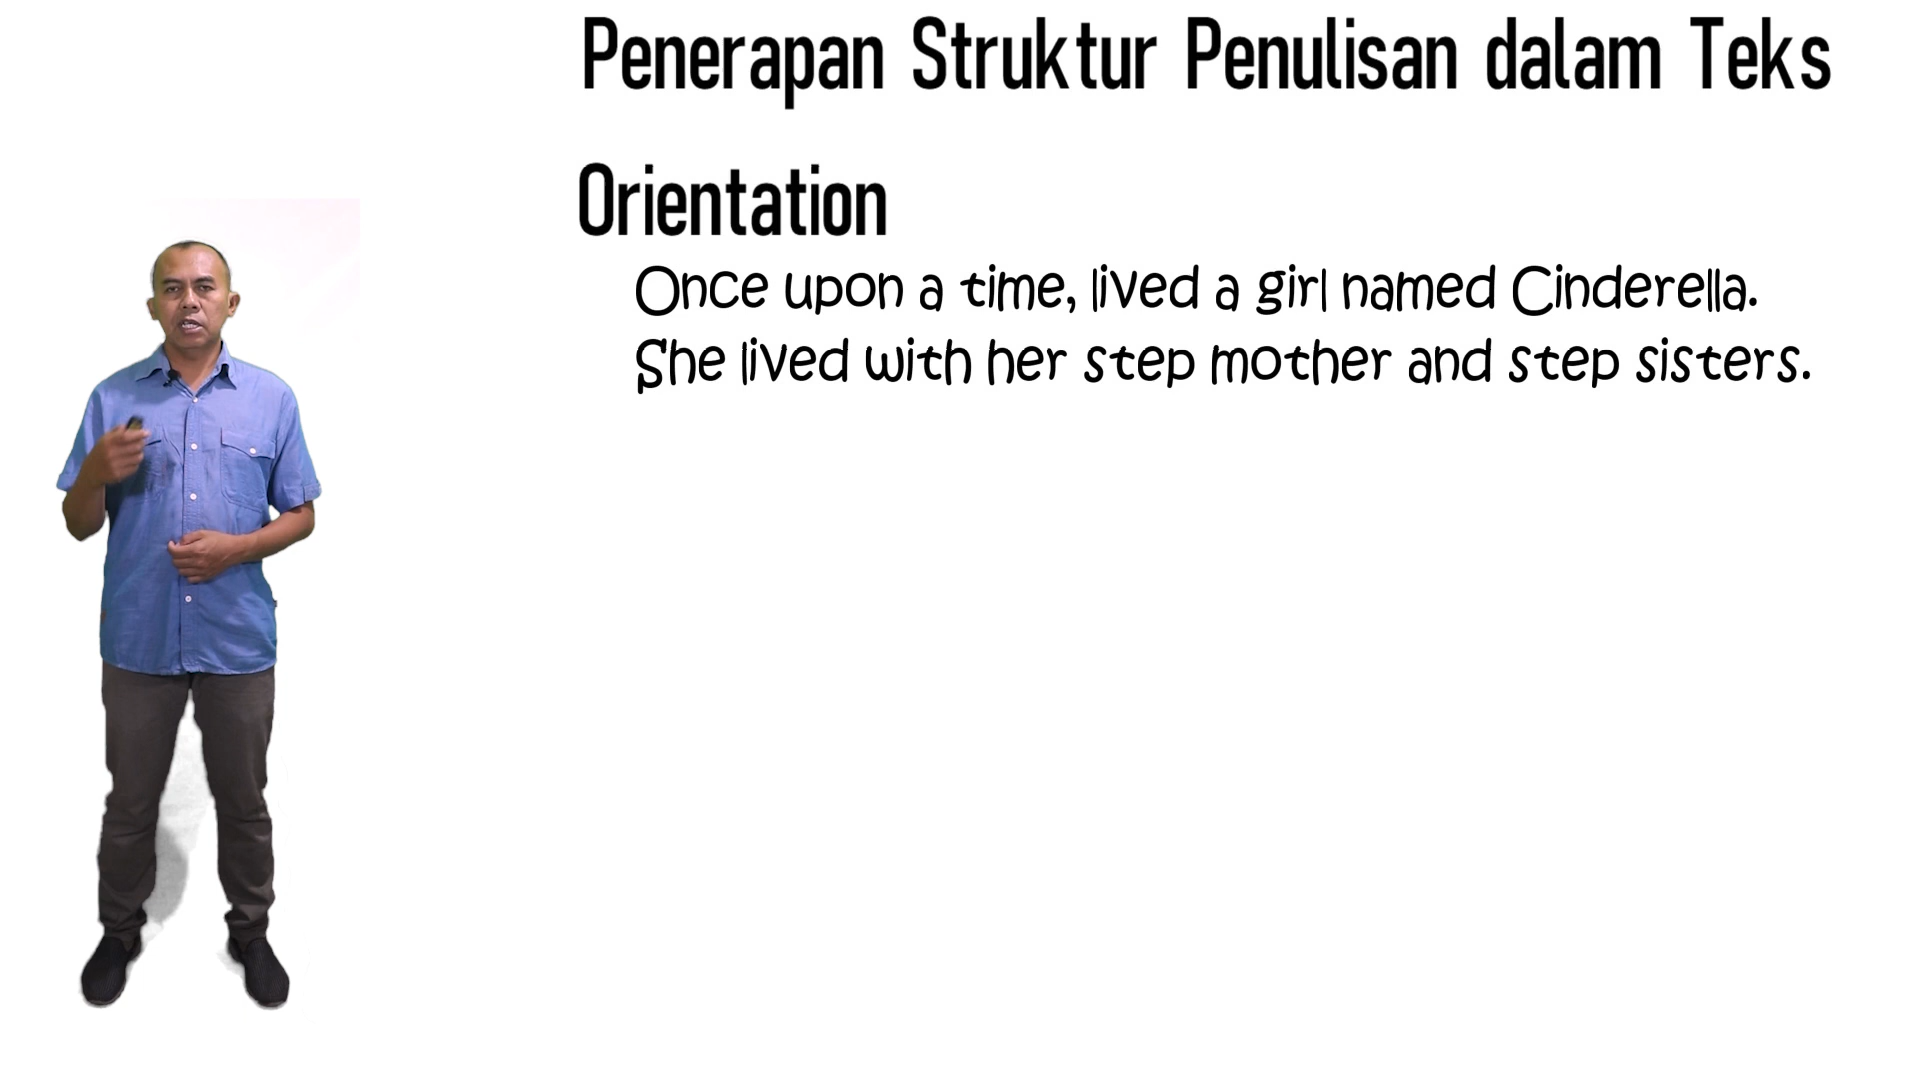 Penerapan Struktur Penulisan dalam Teks
Orientation
Once upon a time, lived a girl named Cinderella.
She lived with her step mother and step sisters.